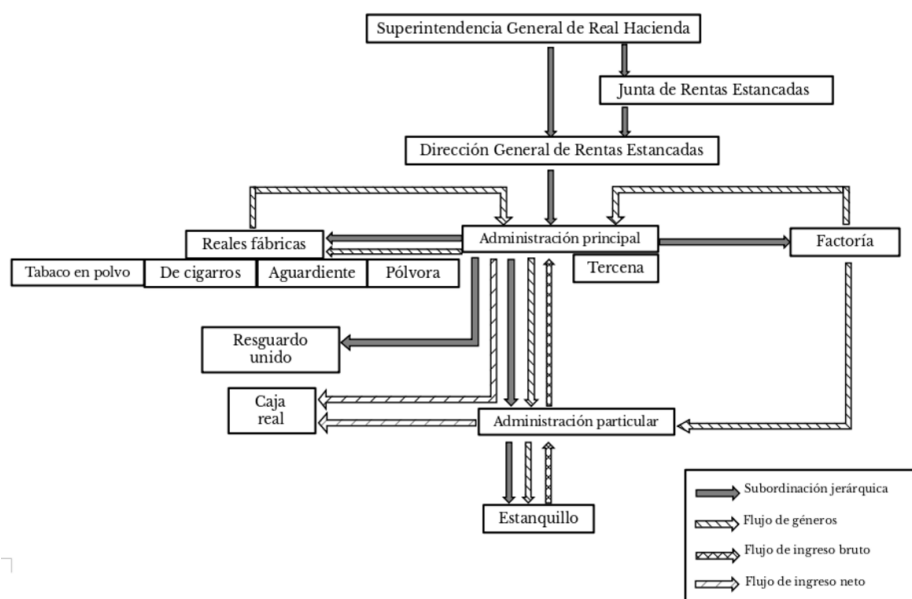 Superintendencia General de Real Hacienda
Junta de Rentas Estancadas
Dirección General de Rentas Estancadas
Reales fábricas
Administración principal
Factoría
Tabaco en polvo
De cigarros
Aguardiente
Pólvora
Tercena
Resguardo
unido
Caja
real
Administración particular
Estanquillo
Subordinación jerárquica
Flujo de géneros
Flujo de ingreso bruto
Flujo de ingreso neto